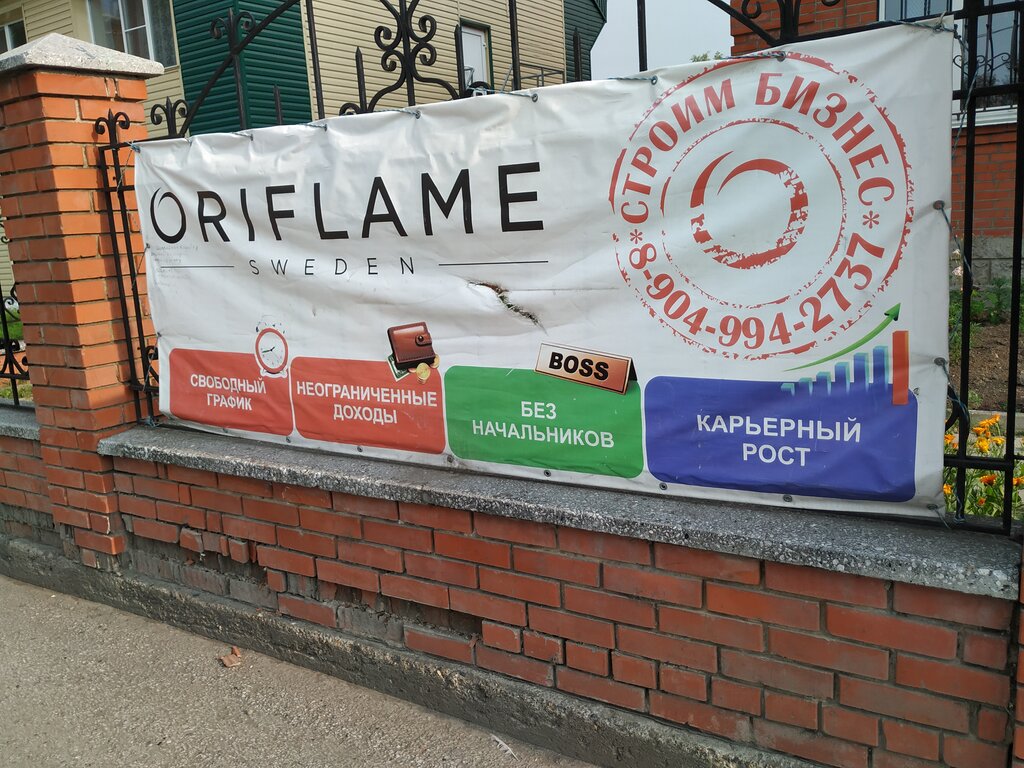 ORIFLAME
SWEDEN
*СТРОИМ БИЗНЕС*
8-904-994-2737
СВОБОДНЫЙ
ГРАФИК
НЕОГРАНИЧЕННЫЕ
ДОХОДЫ
BOSS
БЕЗ
НАЧАЛЬНИКОВ
КАРЬЕРНЫЙ
РОСТ